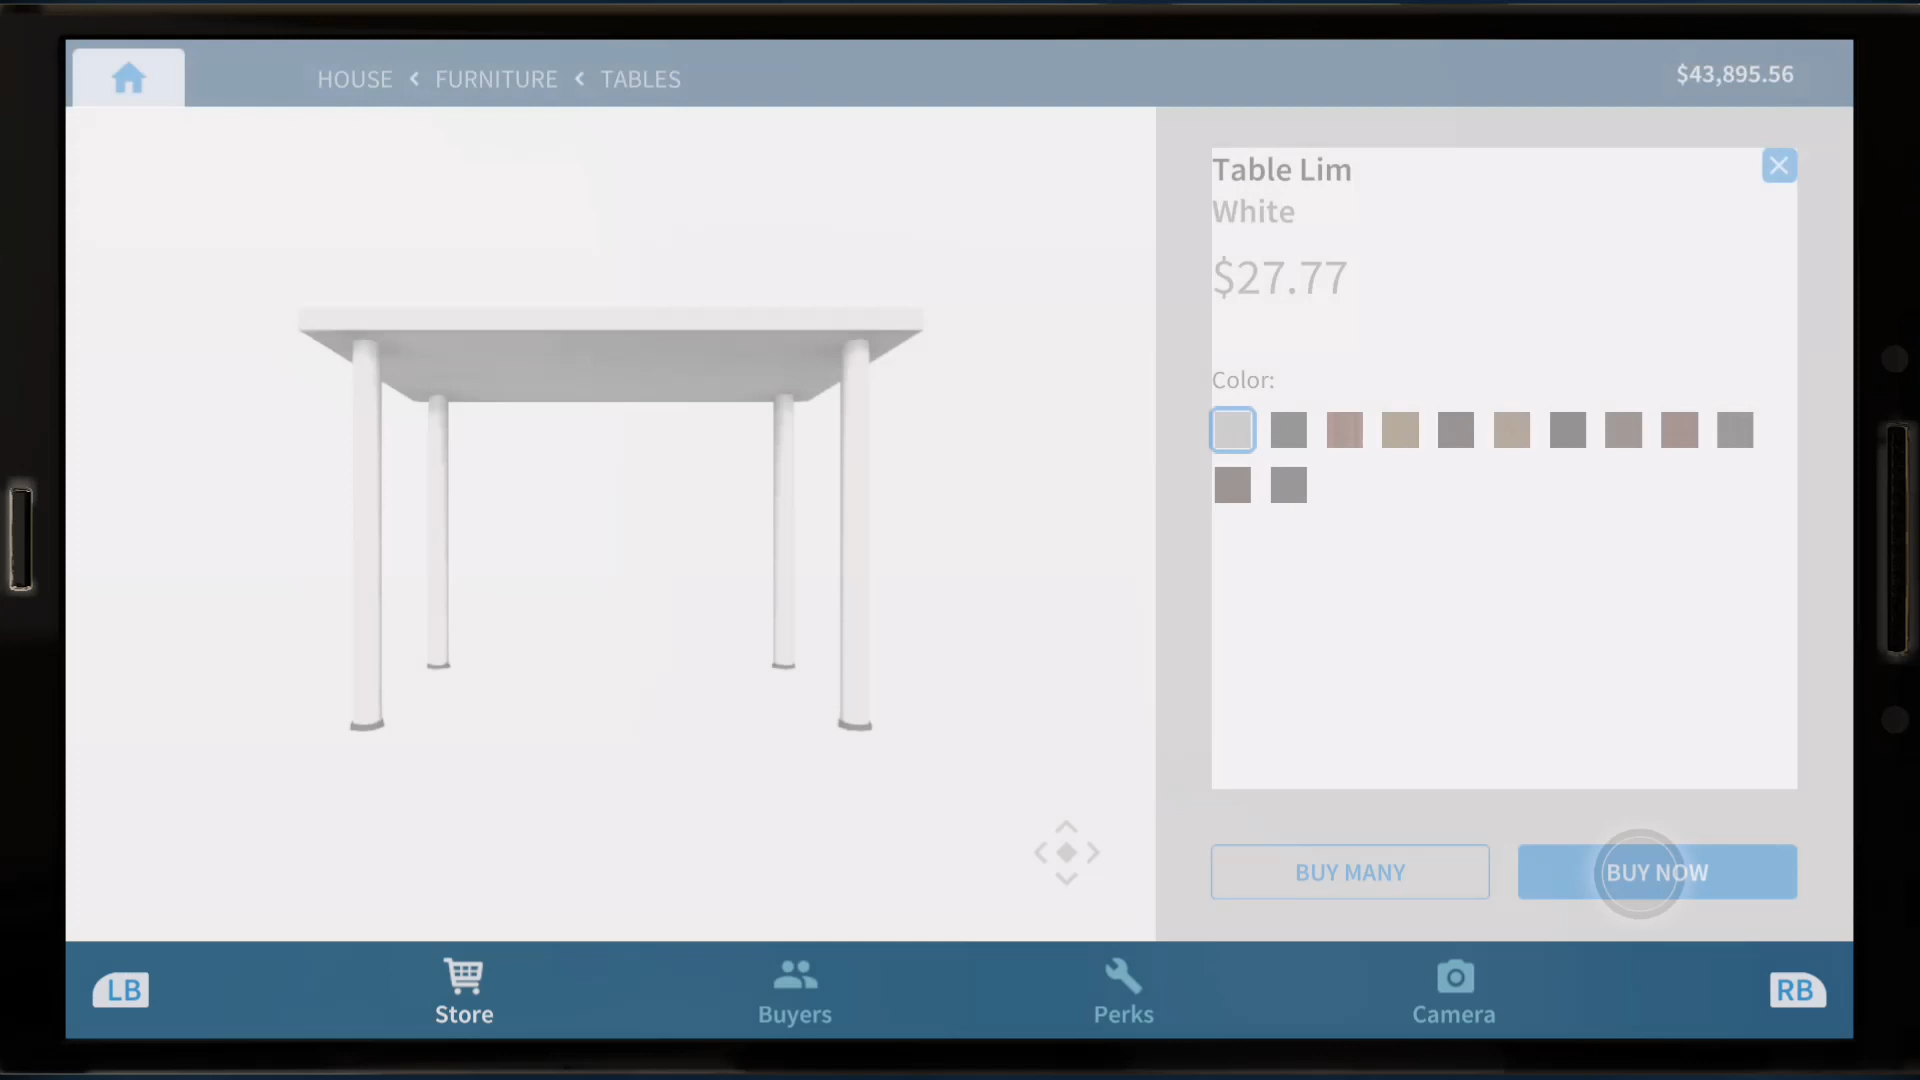 HOUSE < FURNITURE < TABLES
$43,895.56
Table Lim
White
$27.77
Color:
BUY MANY
BUY NOW
LB
Store
Buyers
Perks
Camera
RB